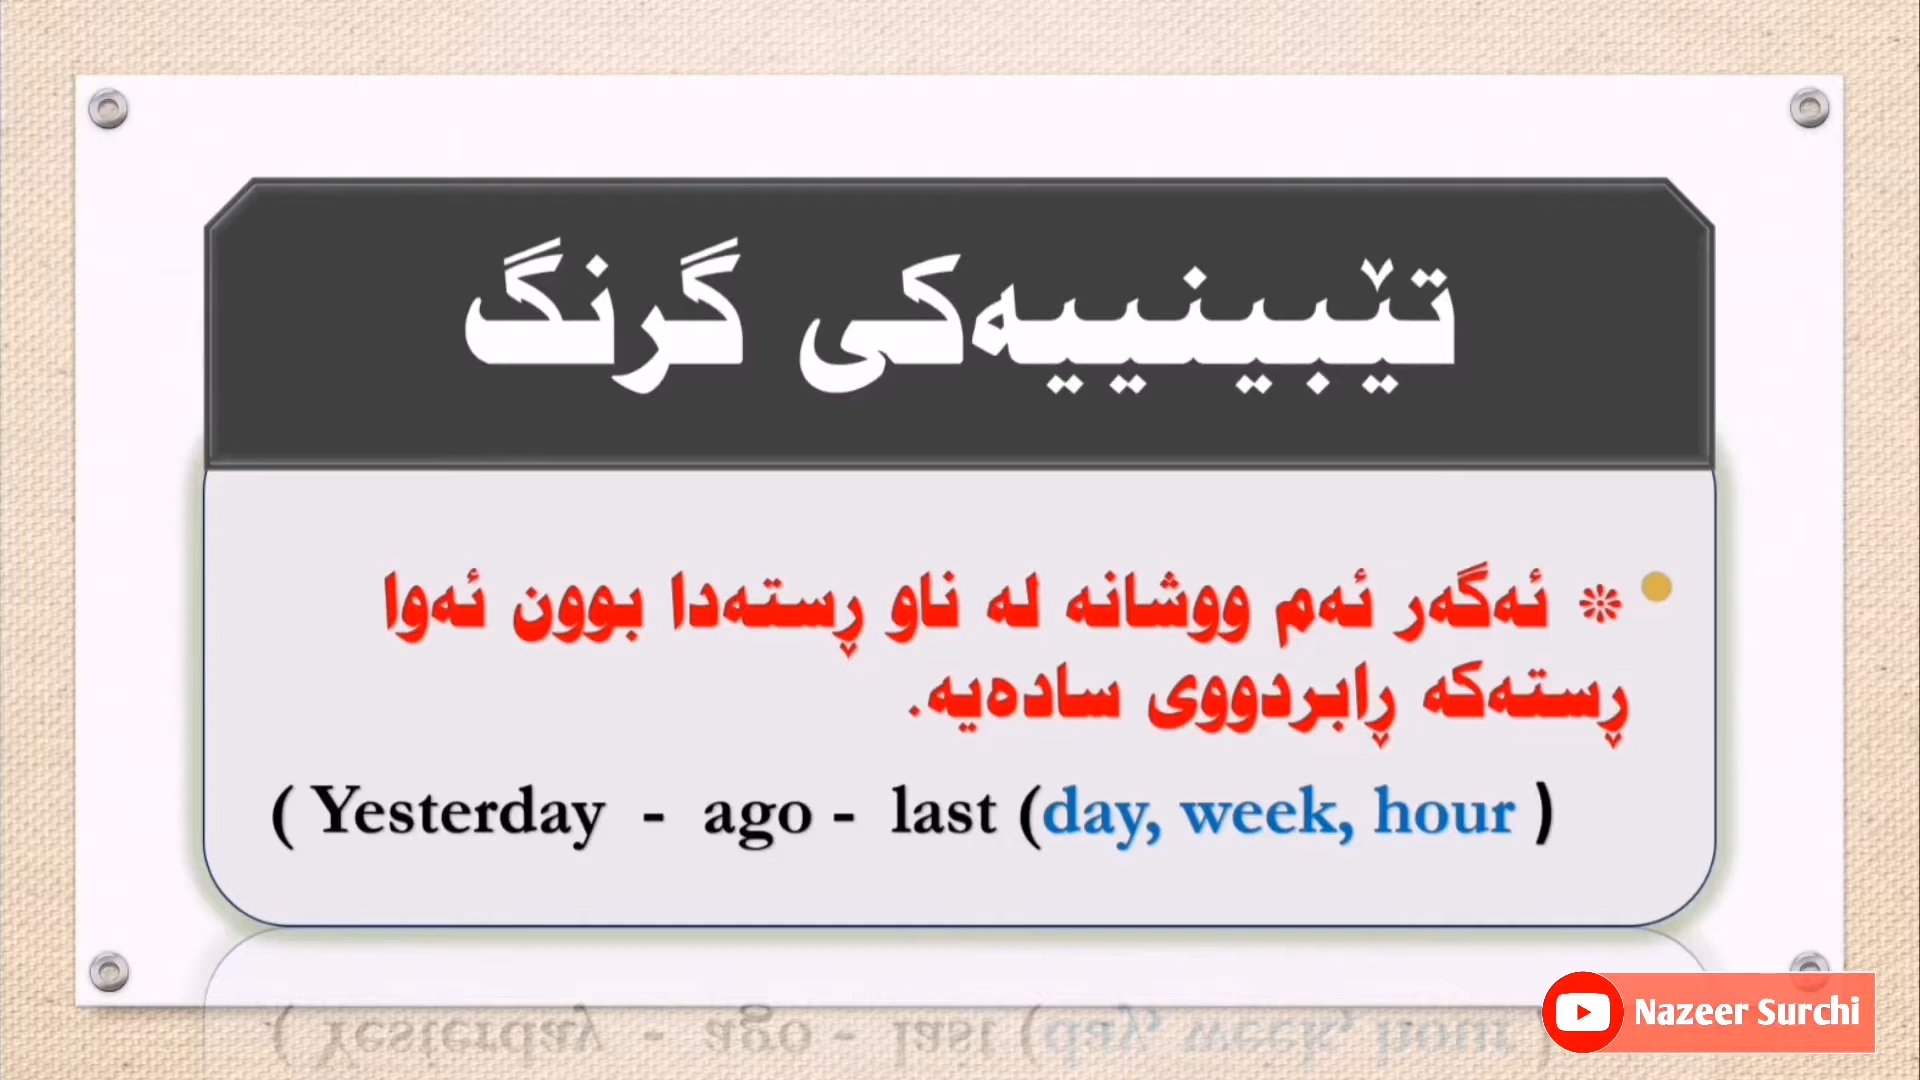 تێبینییەکی گرنگ
* ئەگەر ئەم ووشانە لە ناو ڕستەدا بوون ئەوا
ڕستەکە ڕابردووی سادەیە.
( Yesterday - ago - last (day, week, hour )
Nazeer Surchi